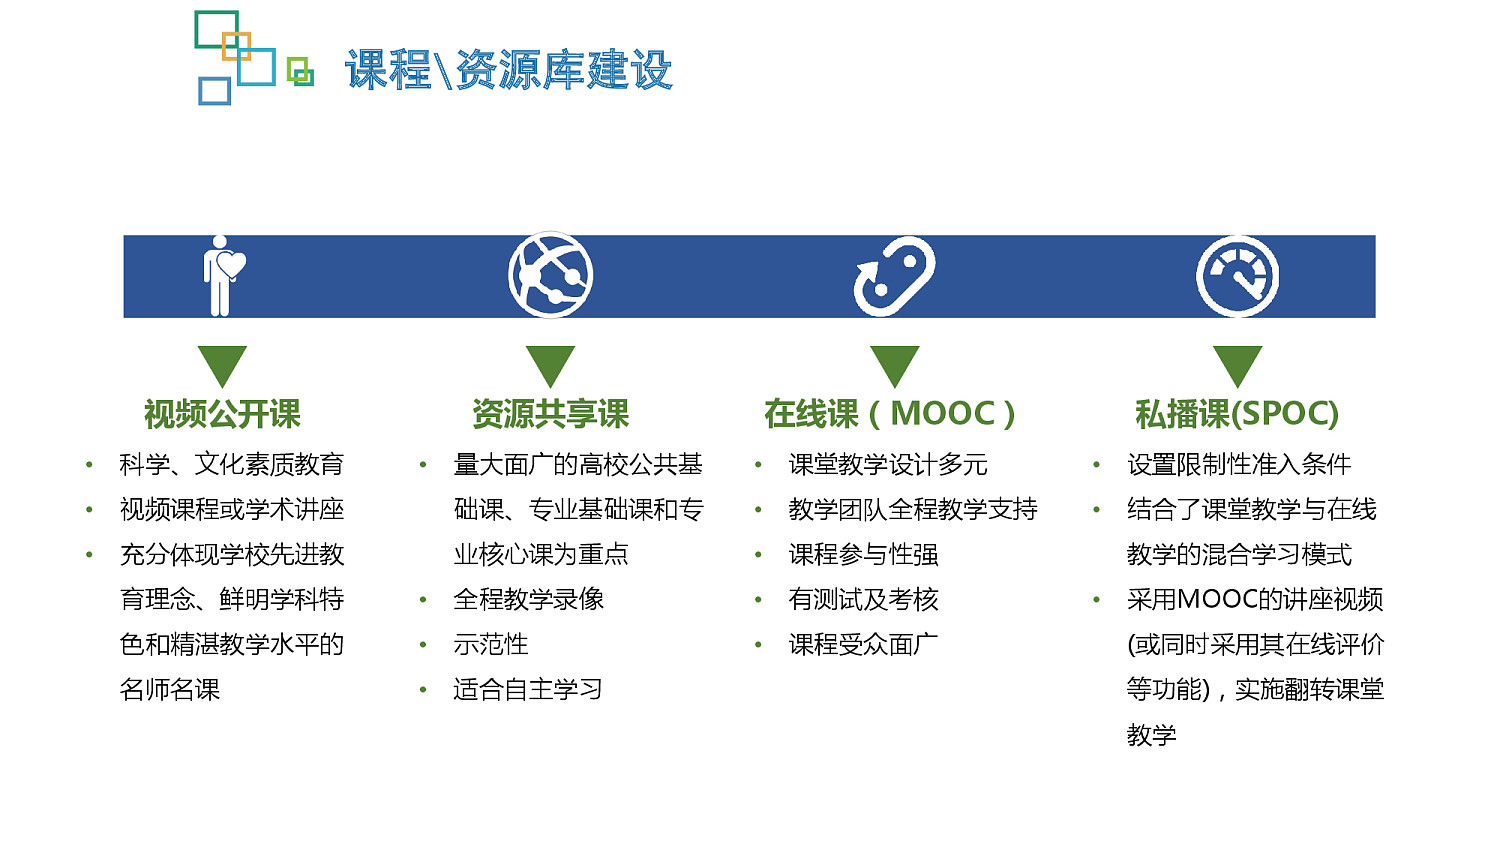 课程\资源库建设
视频公开课
• 科学、文化素质教育
• 视频课程或学术讲座
• 充分体现学校先进教
育理念、鲜明学科特
色和精湛教学水平的
名师名课
资源共享课
• 量大面广的高校公共基
础课、专业基础课和专
业核心课为重点
• 全程教学录像
• 示范性
• 适合自主学习
在线课（MOOC）
• 课堂教学设计多元
• 教学团队全程教学支持
• 课程参与性强
• 有测试及考核
• 课程受众面广
私播课(SPOC)
• 设置限制性准入条件
• 结合了课堂教学与在线
教学的混合学习模式
• 采用MOOC的讲座视频
(或同时采用其在线评价
等功能)，实施翻转课堂
教学